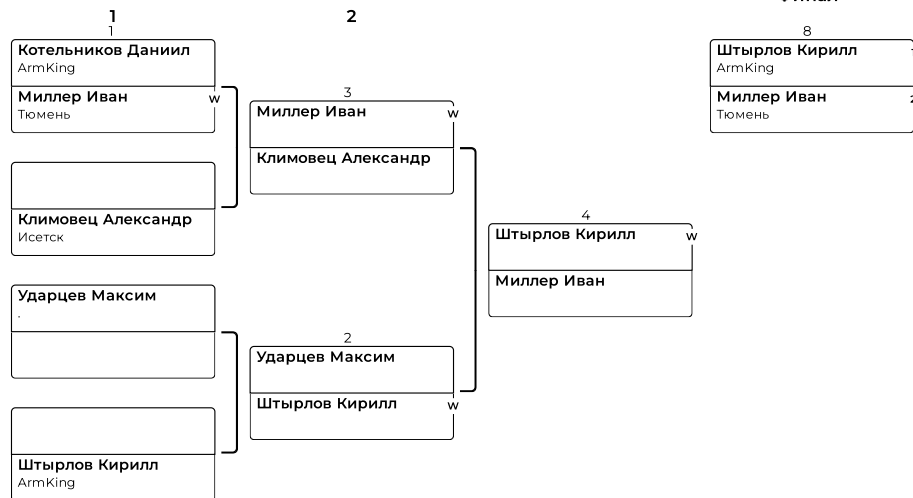 1
2
1
Котельников Даниил
ArmKing
Миллер Иван w
Тюмень
Климовец Александр
Исетск
Ударцев Максим
.
Штырлов Кирилл
ArmKing
3
Миллер Иван w
Климовец Александр
2
Ударцев Максим
Штырлов Кирилл w
4
Штырлов Кирилл w
Миллер Иван
8
Штырлов Кирилл
ArmKing
Миллер Иван
Тюмень